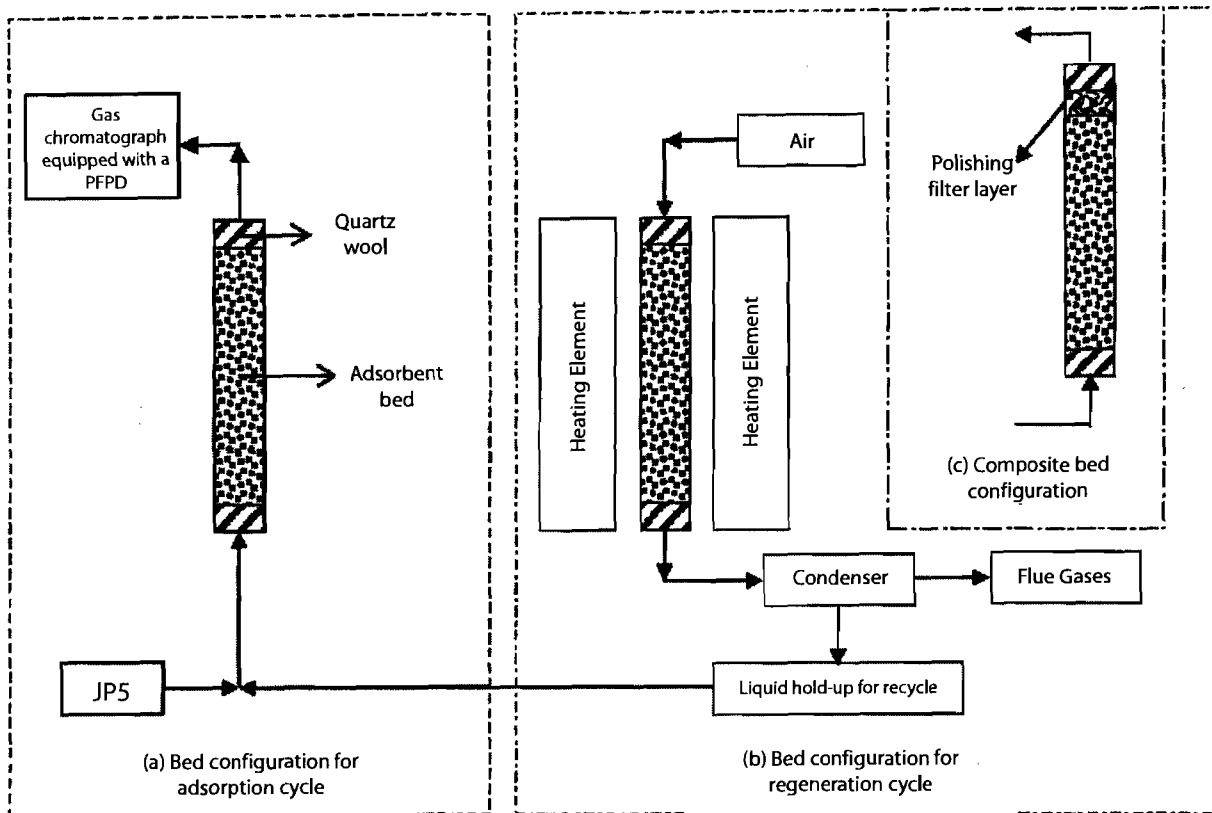 Gas
chromatograph
equipped with a
PFPD
Quartz
wool
Adsorbent
bed
JP5
(a) Bed configuration for
adsorption cycle
Air
Heating Element
Heating Element
Condenser
Flue Gases
Liquid hold-up for recycle
(b) Bed configuration for
regeneration cycle
Polishing
filter layer
(c) Composite bed
configuration